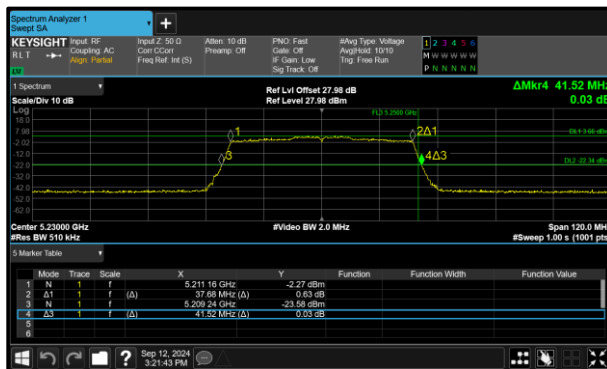 Spectrum Analyzer 1
Swept SA
+
KEYSIGHT Input: RF Input Z: 50 Ω Atten: 10 dB PNO: Fast #Avg Type: Voltage 1 2 3 4 5 6
RLT Coupling: AC Corr CCorr Preamp: Off Gate: Off Avg|Hold: 10/10 M W W W W W
Align: Partial Freq Ref: Int (S) IF Gain: Low Trig: Free Run P N N N N N
Sig Track: Off
LW
1 Spectrum Ref Lvl Offset 27.98 dB ΔMkr4 41.52 MHz
Scale/Div 10 dB Ref Level 27.98 dBm 0.03 dB
Log
18.0
7.98
-2.02
-12.0
-22.0
-32.0
-42.0
-52.0
-62.0
1
2Δ1
DL1 -3.66 dBm
3
4Δ3
DL2 -22.34 dBm
Center 5.23000 GHz #Video BW 2.0 MHz Span 120.0 MHz
#Res BW 510 kHz #Sweep 1.00 s (1001 pts)
5 Marker Table
Mode Trace Scale X Y Function Function Width Function Value
1 N 1 f 5.211 16 GHz -2.27 dBm
2 Δ1 1 f (Δ) 37.68 MHz (Δ) 0.63 dB
3 N 1 f 5.209 24 GHz -23.58 dBm
4 Δ3 1 f (Δ) 41.52 MHz (Δ) 0.03 dB
5
6
? Sep 12, 2024
3:21:43 PM